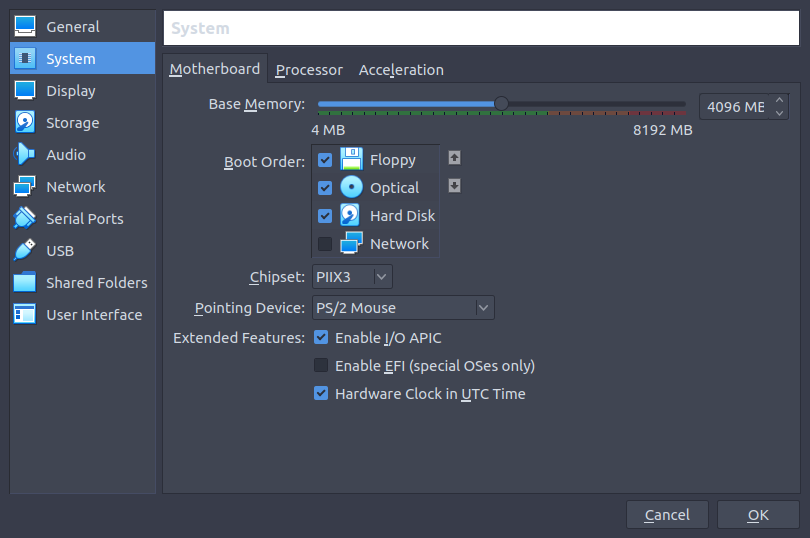 General
System
Display
Storage
Audio
Network
Serial Ports
USB
Shared Folders
User Interface
System
Motherboard Processor Acceleration
Base Memory: 4096 ME
4 MB 8192 MB
Boot Order:
Floppy
Optical
Hard Disk
Network
Chipset: PIIX3
Pointing Device: PS/2 Mouse
Extended Features: Enable I/O APIC
Enable EFI (special OSes only)
Hardware Clock in UTC Time
Cancel OK